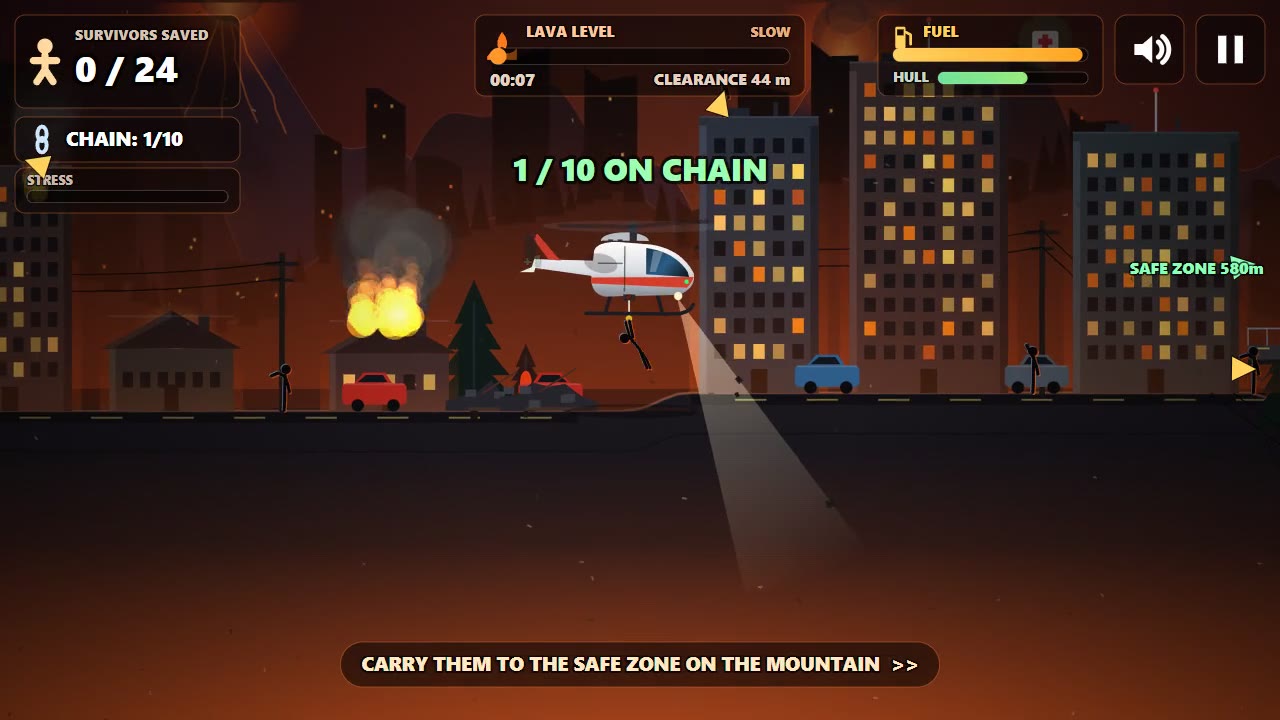 SURVIVORS SAVED
0 / 24
CHAIN: 1/10
STRESS
LAVA LEVEL
SLOW
00:07
CLEARANCE 44 m
FUEL
HULL
1 / 10 ON CHAIN
SAFE ZONE 580m
CARRY THEM TO THE SAFE ZONE ON THE MOUNTAIN >>